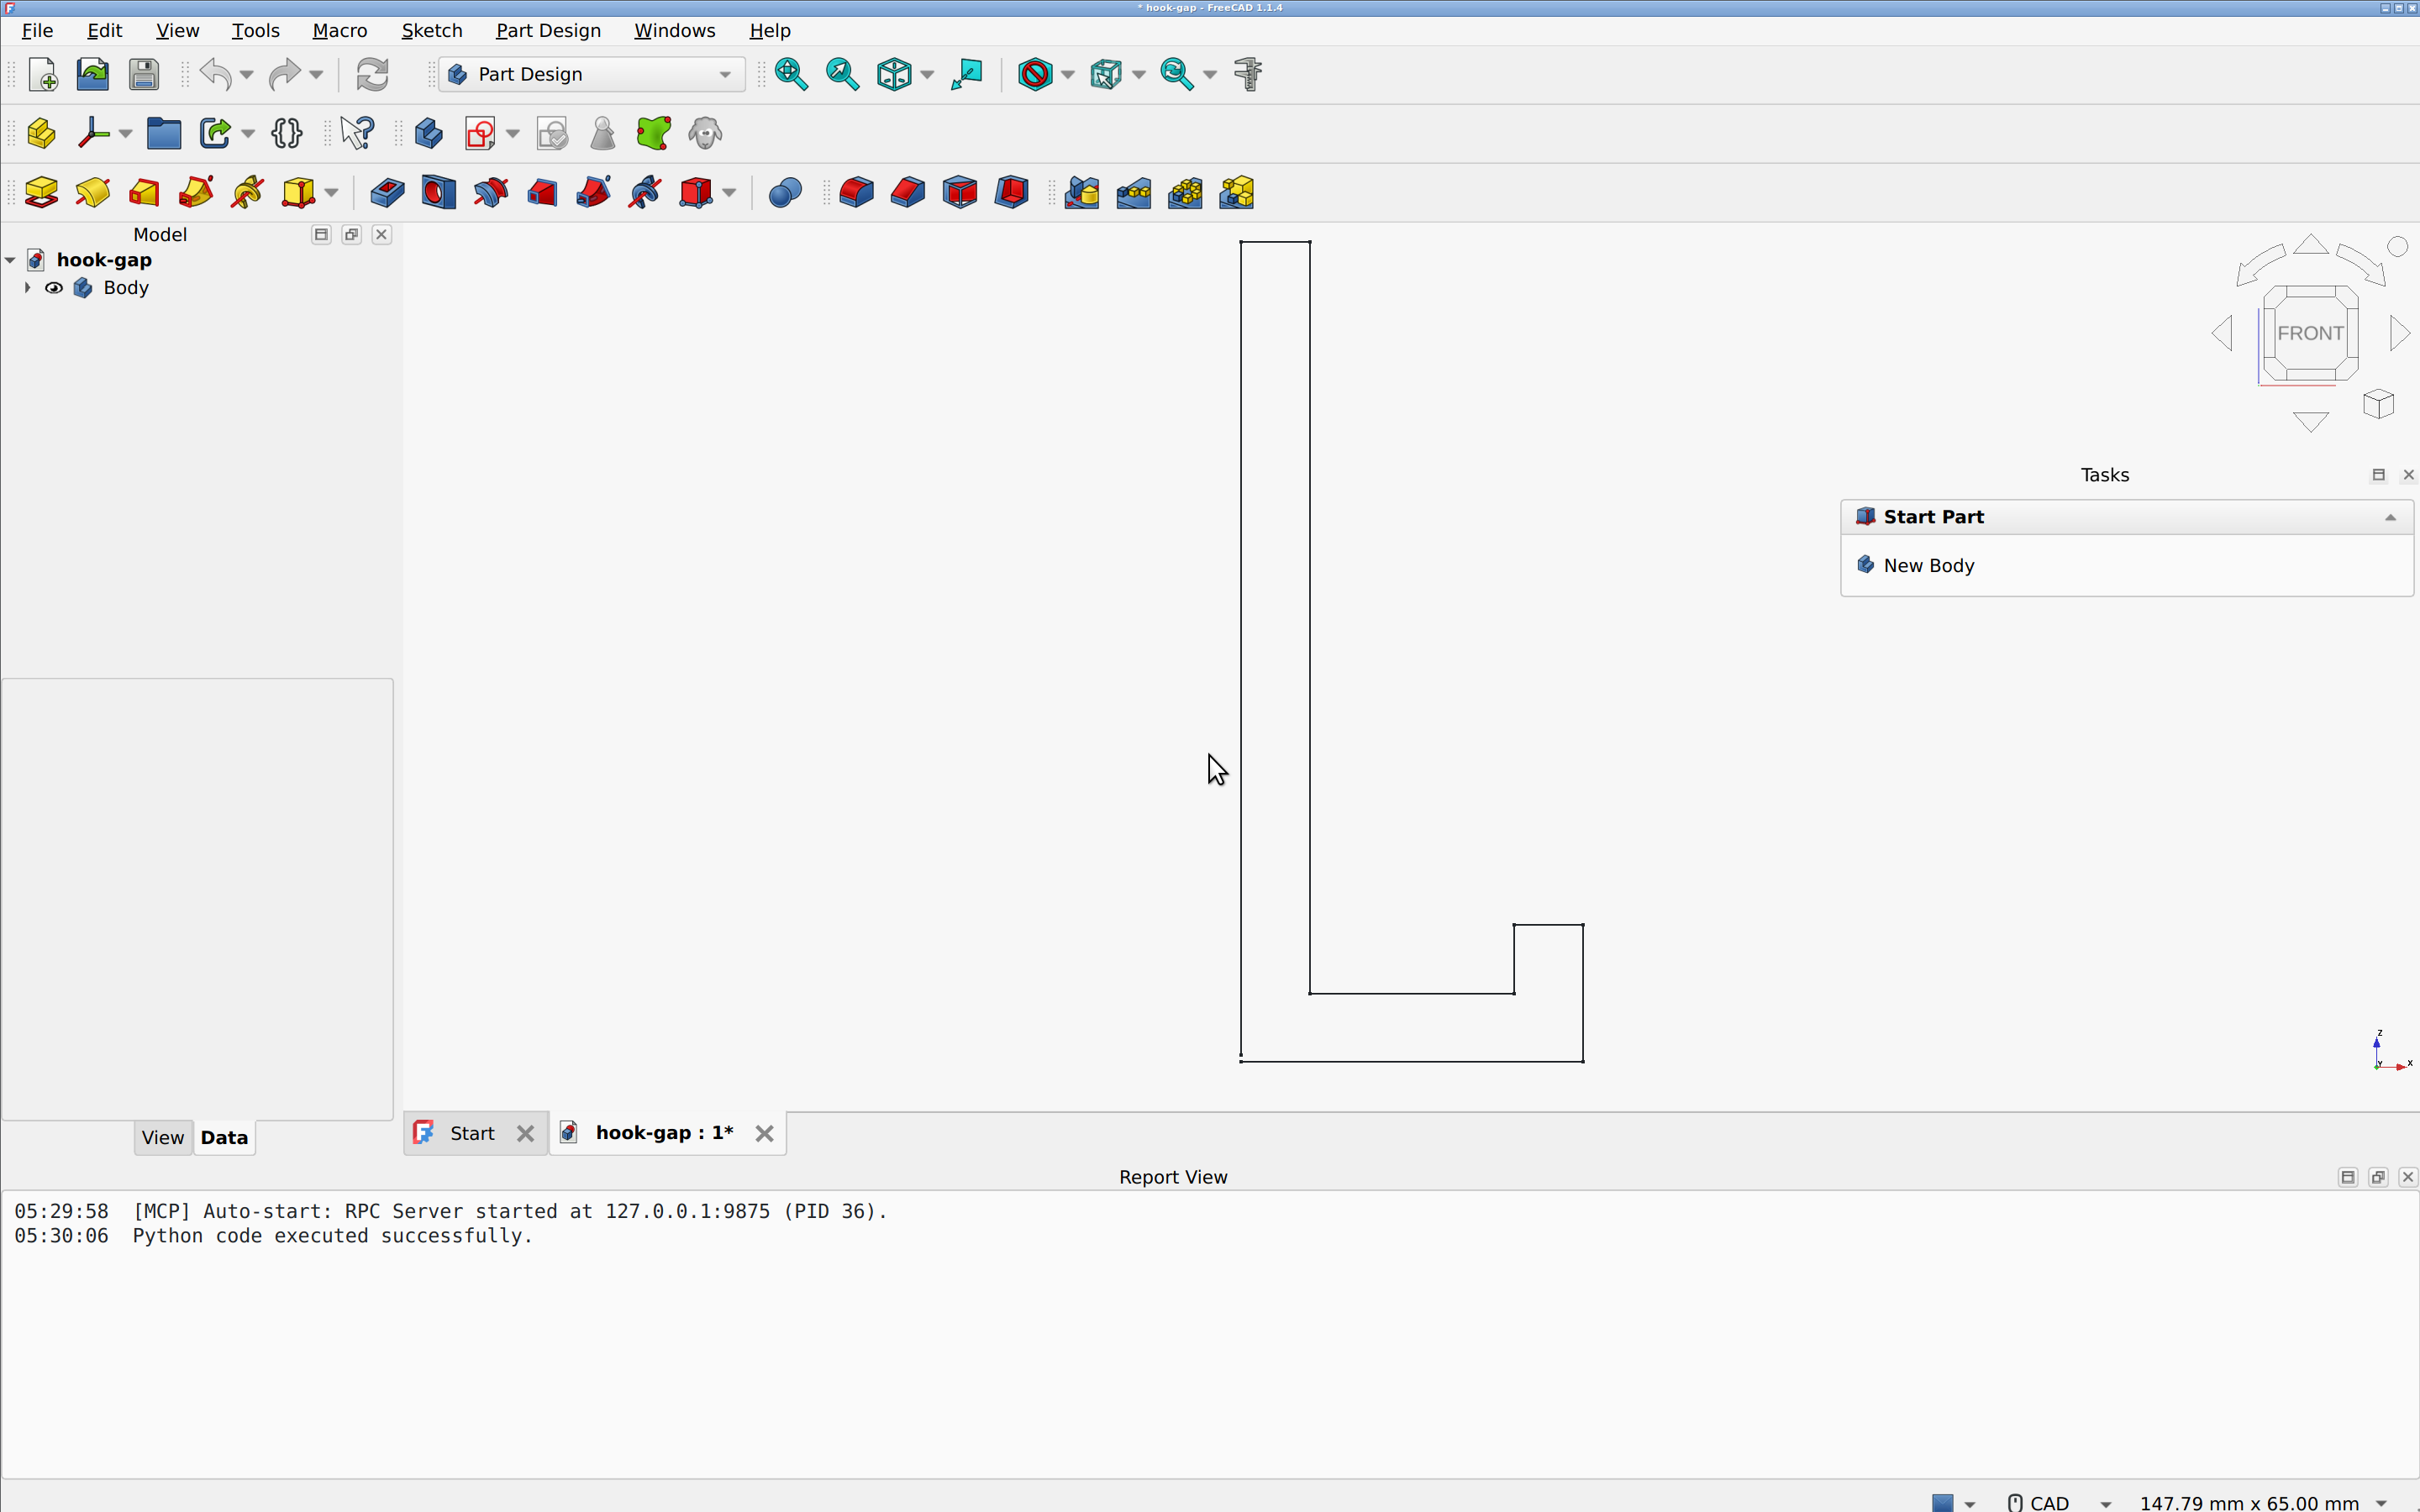 * hook-gap - FreeCAD 1.1.4
File Edit View Tools Macro Sketch Part Design Windows Help
Part Design
Model
hook-gap
Body
FRONT
Tasks
Start Part
New Body
z
x
Y
View Data
Start
hook-gap : 1*
Report View
05:29:58 [MCP] Auto-start: RPC Server started at 127.0.0.1:9875 (PID 36).
05:30:06 Python code executed successfully.
CAD
147.79 mm x 65.00 mm